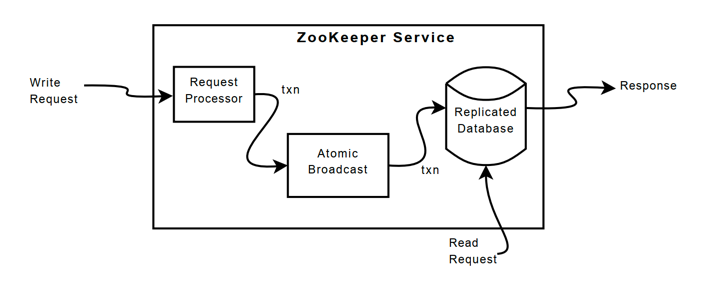 ZooKeeper Service
Write
Request
Request
Processor
txn
Atomic
Broadcast
txn
Replicated
Database
Response
Read
Request